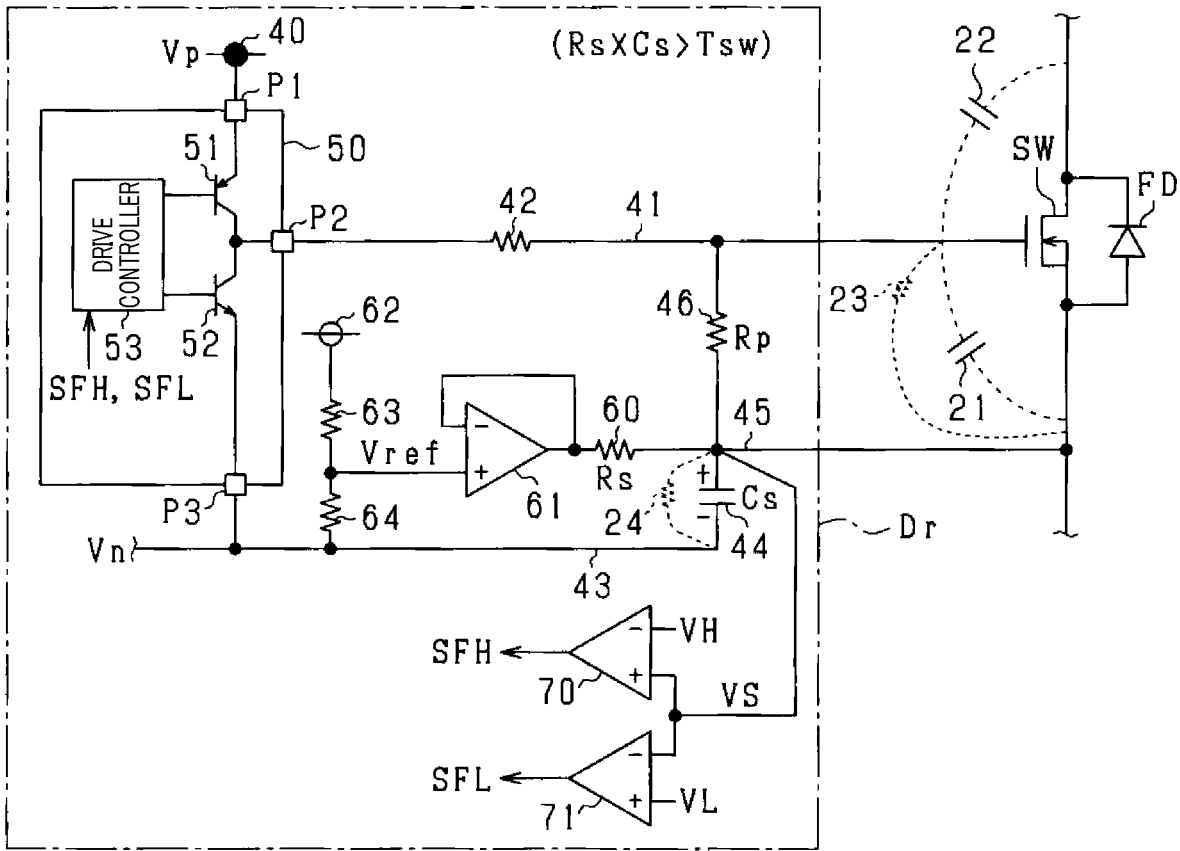 40
Vp
(RsXCs>Tsw)
22
P1
51
50
SW
FD
P2
42
41
DRIVE
CONTROLLER
23
53
52
62
46
Rp
SFH, SFL
21
63
60
45
Vref
Rs
Cs
P3
64
61
24
44
Dr
Vn
43
VH
SFH
70
VS
SFL
VL
71
+
-
-
+
-
+
-
+